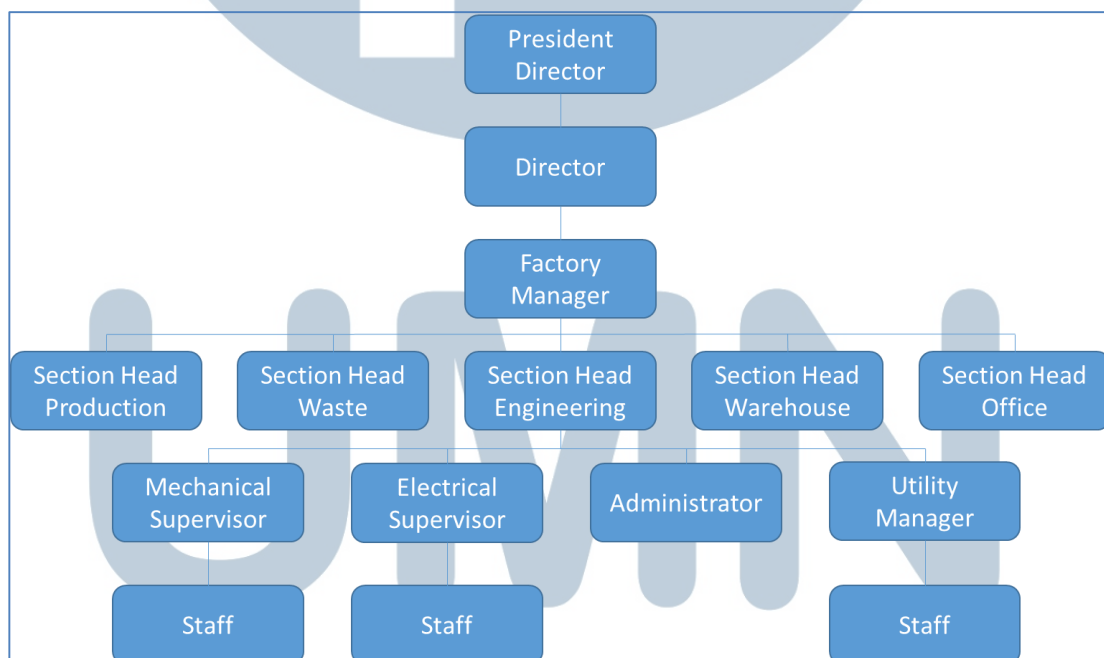 President
Director
Director
Factory
Manager
Section Head
Production
Section Head
Waste
Section Head
Engineering
Section Head
Warehouse
Section Head
Office
Mechanical
Supervisor
Electrical
Supervisor
Administrator
Utility
Manager
Staff
Staff
Staff
UMN